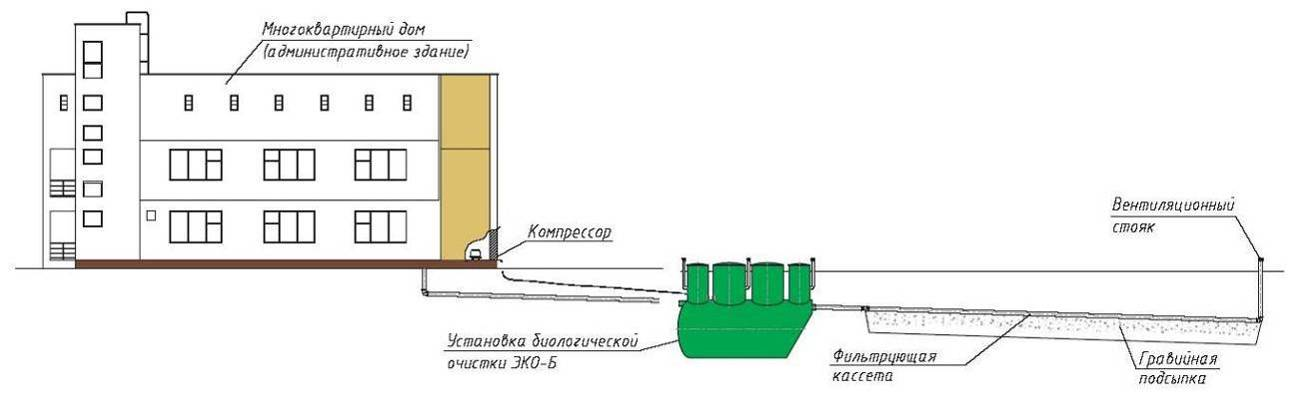 Многоквартирный дом
(административное здание)
Компрессор
Вентиляционный
стояк
Установка биологической
очистки ЭКО-Б
Фильтрующая
кассета
Гравийная
подсыпка